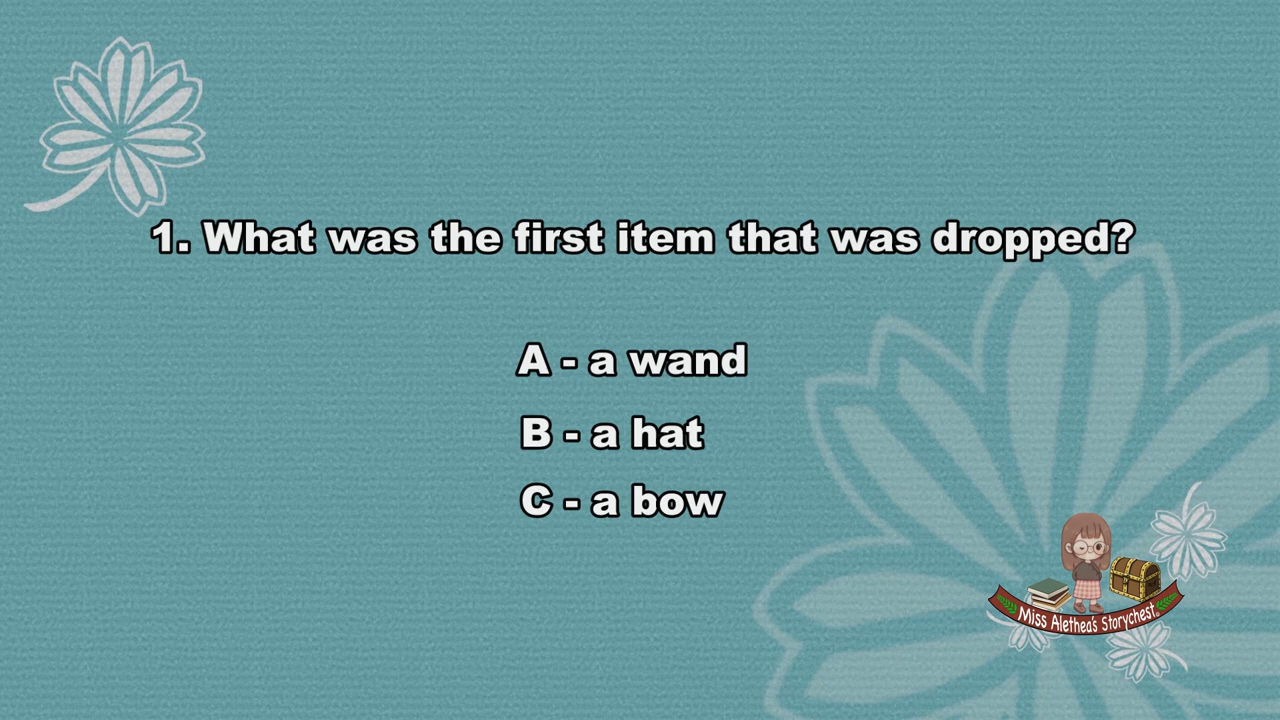 1. What was the first item that was dropped?
A - a wand
B - a hat
C - a bow
Miss Alethea's Storychest